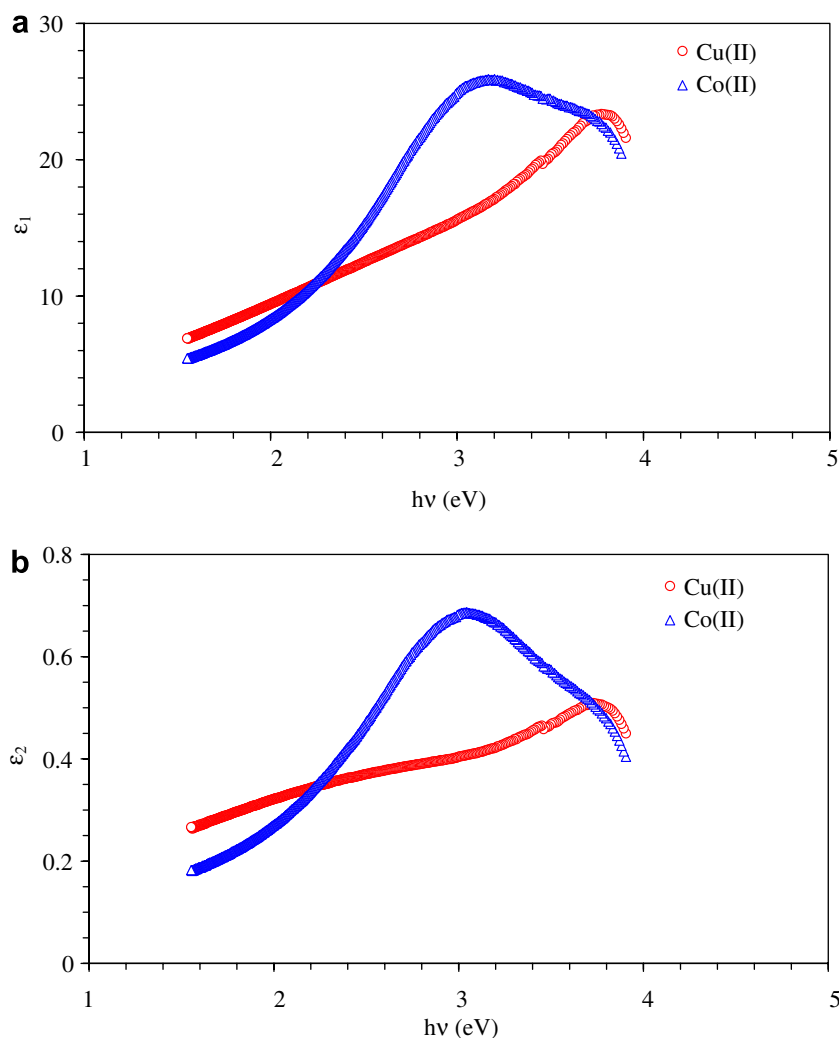 a
30
20
10
0
ε1
Cu(II)
Co(II)
1 2 3 4 5
hν (eV)
b
0.8
0.6
0.4
0.2
0
ε2
Cu(II)
Co(II)
1 2 3 4 5
hν (eV)